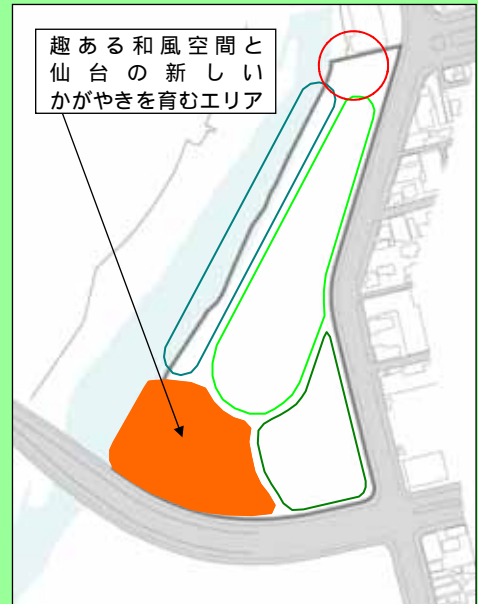 趣ある和風空間と
仙台の新しい
かがやきを育むエリア